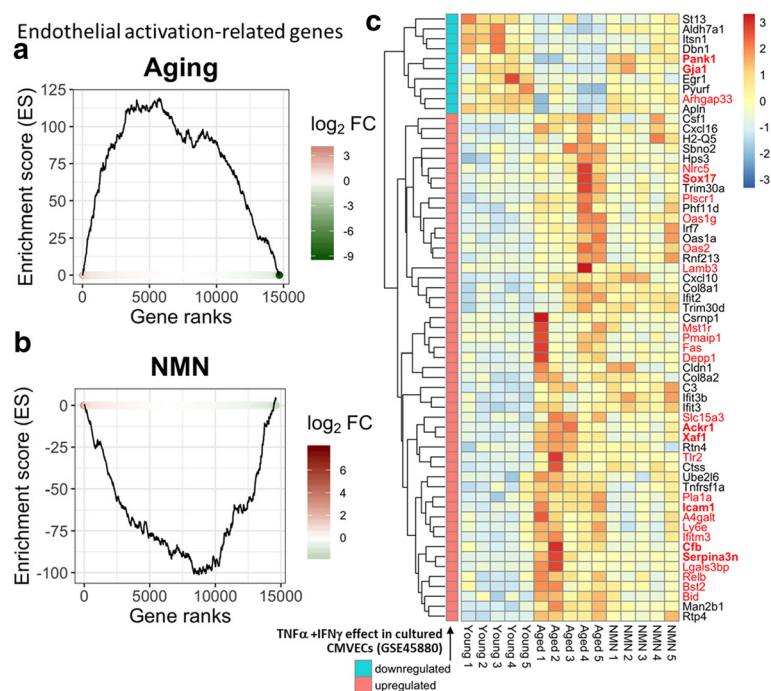 Endothelial activation-related genes
a
Aging
Enrichment score (ES)
125
100
75
50
25
0
0
5000
10000
15000
Gene ranks
log2 FC
3
0
-3
-6
-9
b
NMN
Enrichment score (ES)
0
-25
-50
-75
-100
0
5000
10000
15000
Gene ranks
log2 FC
6
4
2
0
c
St13
Aldh7a1
Itsn1
Dbn1
Pank1
Gja1
Egr1
Pyurf
Arhgap33
Apln
Csf1
Cxcl16
H2-Q5
Sbno2
Hps3
Nlrc5
Sox17
Trim30a
Plscr1
Phf11d
Oas1g
Irf7
Oas1a
Oas2
Rnf213
Lamb3
Cxcl10
Col8a1
Ifit2
Trim30d
Csrnp1
Mst1r
Pmaip1
Fas
Depp1
Cldn1
Col8a2
C3
Ifit3b
Ifit3
Slc15a3
Ackr1
Xaf1
Rtn4
Tlr2
Ctss
Ube2l6
Tnfrsf1a
Pla1a
Icam1
A4galt
Ly6e
Ifitm3
Cfb
Serpina3n
Lgals3bp
Relb
Bst2
Bid
Man2b1
Rtp4
3
2
1
0
-1
-2
-3
Young 1
Young 2
Young 3
Young 4
Young 5
Aged 1
Aged 2
Aged 3
Aged 4
Aged 5
NMN 1
NMN 2
NMN 3
NMN 4
NMN 5
TNFα +IFNγ effect in cultured
CMVECs (GSE45880)
downregulated
upregulated